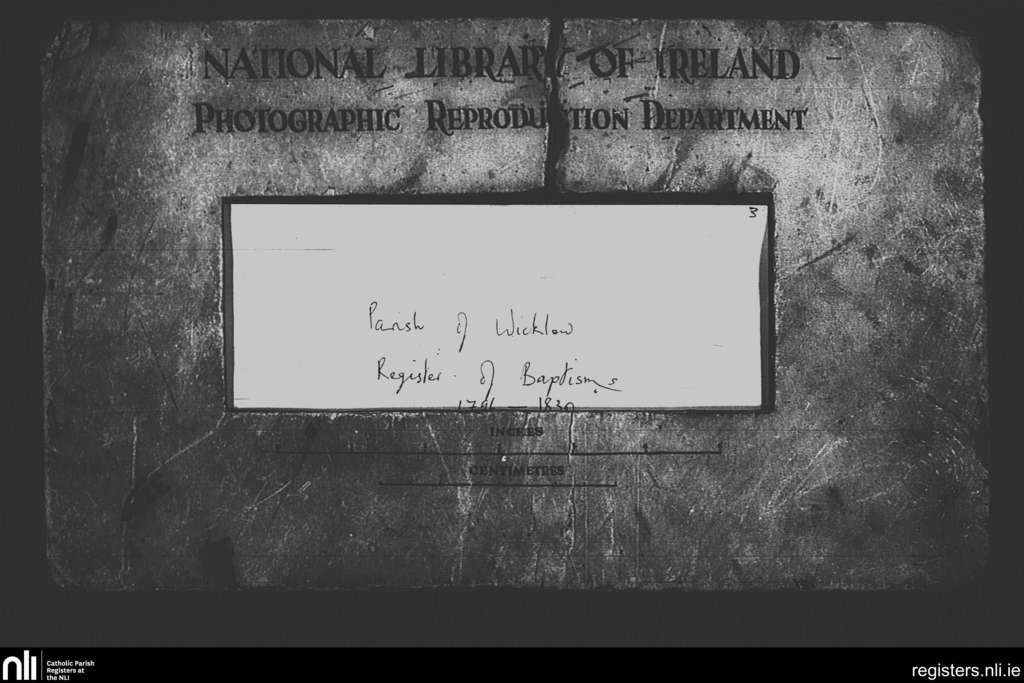 NATIONAL LIBRARY OF IRELAND
PHOTOGRAPHIC REPRODUCTION DEPARTMENT
3
Parish of Wicklow
Register of Baptisms
INCHES
CENTIMETRES
nli
Catholic Parish
Registers at
the NLI
registers.nli.ie